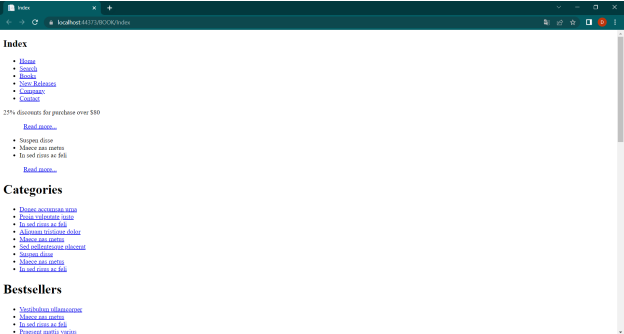 Index
localhost:44373/BOOK/Index
Index
Home
Search
Books
New Releases
Company
Contact
25% discounts for purchase over $80
Read more...
Suspen disse
Maece nas metus
In sed risus ac feli
Read more...
Categories
Donec accumsan urna
Proin vulputate justo
In sed risus ac feli
Aliquam tristique dolor
Maece nas metus
Sed pellentesque placerat
Suspen disse
Maece nas metus
In sed risus ac feli
Bestsellers
Vestibulum ullamcorper
Maece nas metus
In sed risus ac feli
Praesent mattis varius